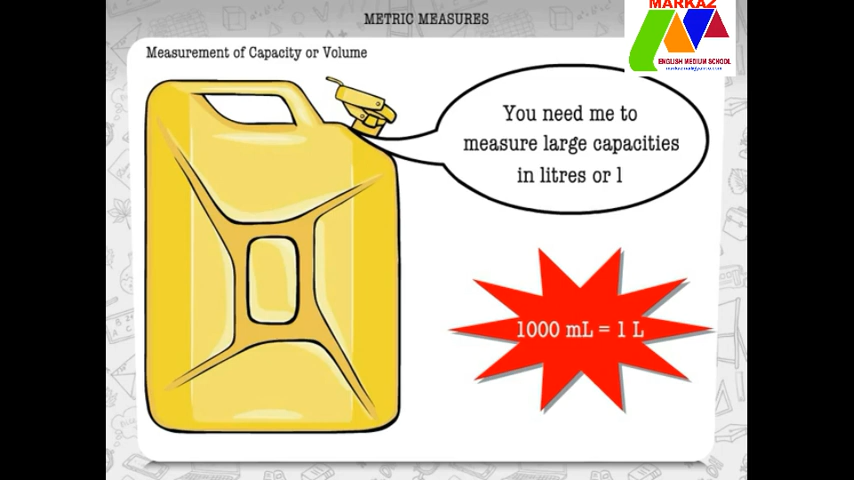 METRIC MEASURES
MARKAZ
ENGLISH MEDIUM SCHOOL
Measurement of Capacity or Volume
You need me to
measure large capacities
in litres or l
1000 mL = 1 L